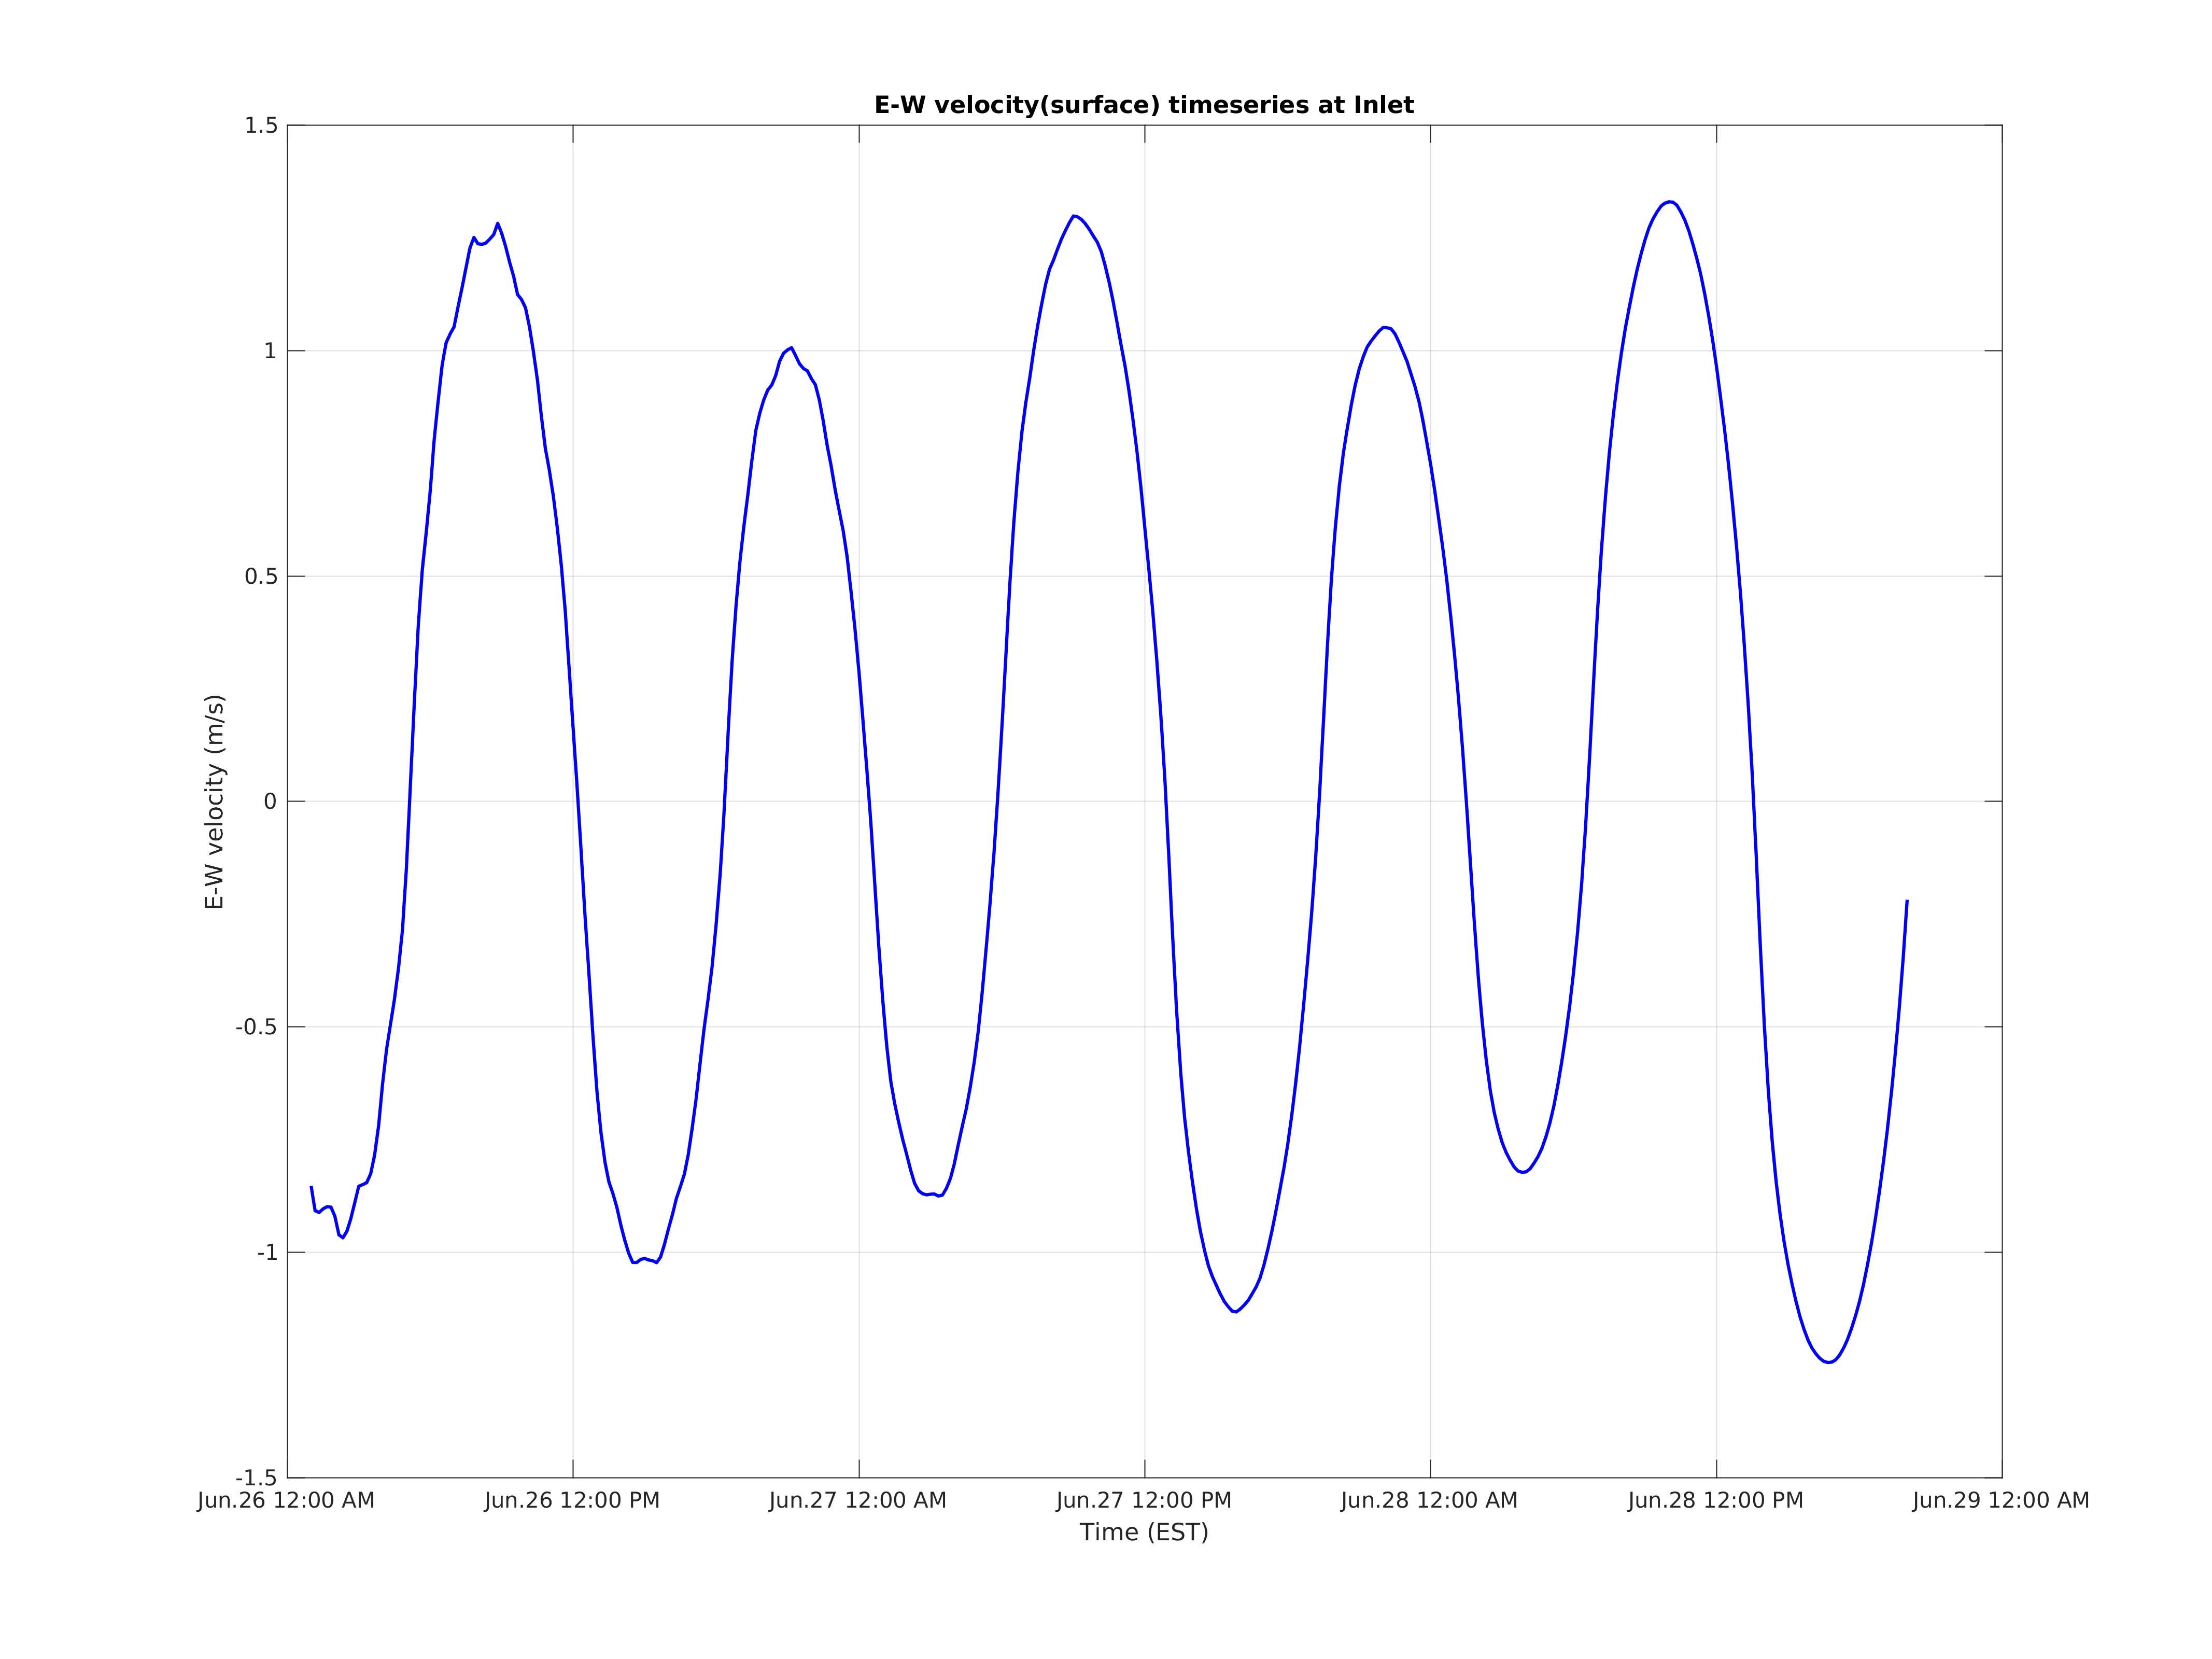 E-W velocity(surface) timeseries at Inlet
1.5
1
0.5
0
-0.5
-1
-1.5
E-W velocity (m/s)
Jun.26 12:00 AM Jun.26 12:00 PM Jun.27 12:00 AM Jun.27 12:00 PM Jun.28 12:00 AM Jun.28 12:00 PM Jun.29 12:00 AM
Time (EST)